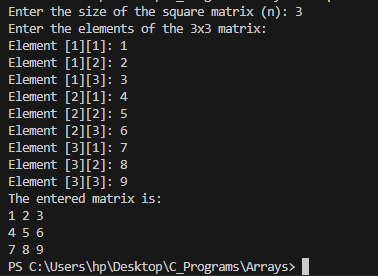 Enter the size of the square matrix (n): 3
Enter the elements of the 3x3 matrix:
Element [1][1]: 1
Element [1][2]: 2
Element [1][3]: 3
Element [2][1]: 4
Element [2][2]: 5
Element [2][3]: 6
Element [3][1]: 7
Element [3][2]: 8
Element [3][3]: 9
The entered matrix is:
1 2 3
4 5 6
7 8 9
PS C:\Users\hp\Desktop\C_Programs\Arrays>